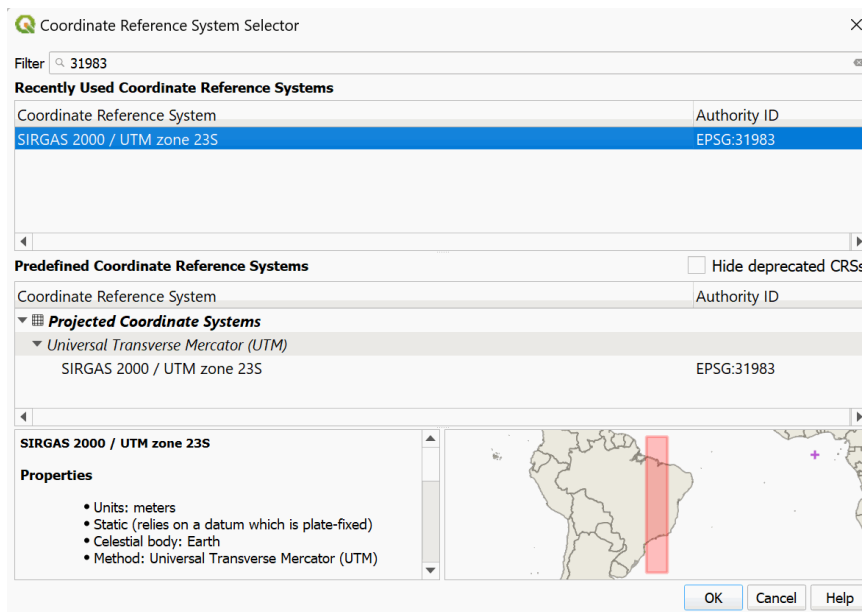 Coordinate Reference System Selector
Filter 31983
Recently Used Coordinate Reference Systems
Coordinate Reference System Authority ID
SIRGAS 2000 / UTM zone 23S EPSG:31983
Predefined Coordinate Reference Systems Hide deprecated CRSs
Coordinate Reference System Authority ID
Projected Coordinate Systems
Universal Transverse Mercator (UTM)
SIRGAS 2000 / UTM zone 23S EPSG:31983
SIRGAS 2000 / UTM zone 23S
Properties
• Units: meters
• Static (relies on a datum which is plate-fixed)
• Celestial body: Earth
• Method: Universal Transverse Mercator (UTM)
OK Cancel Help